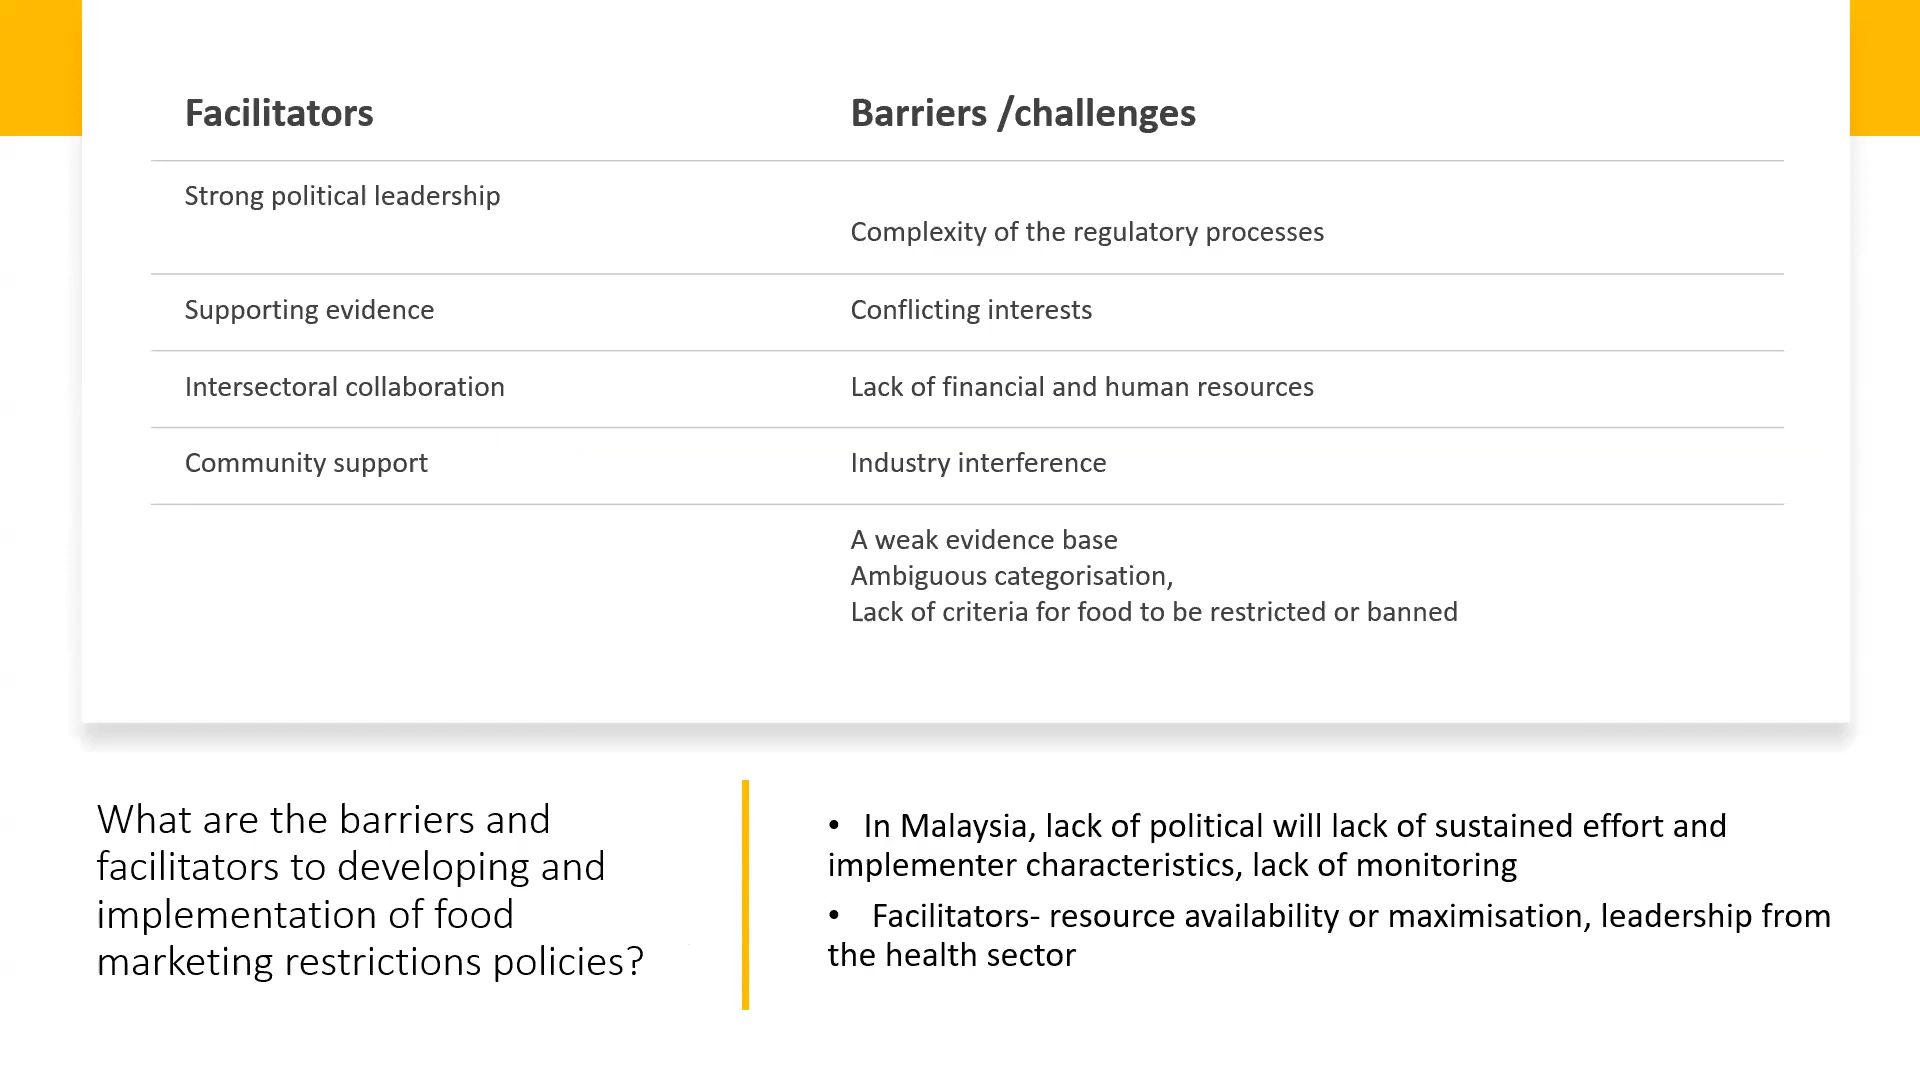 Facilitators
Barriers /challenges
Strong political leadership
Complexity of the regulatory processes
Supporting evidence
Conflicting interests
Intersectoral collaboration
Lack of financial and human resources
Community support
Industry interference
A weak evidence base
Ambiguous categorisation,
Lack of criteria for food to be restricted or banned
What are the barriers and
facilitators to developing and
implementation of food
marketing restrictions policies?
• In Malaysia, lack of political will lack of sustained effort and
implementer characteristics, lack of monitoring
• Facilitators- resource availability or maximisation, leadership from
the health sector